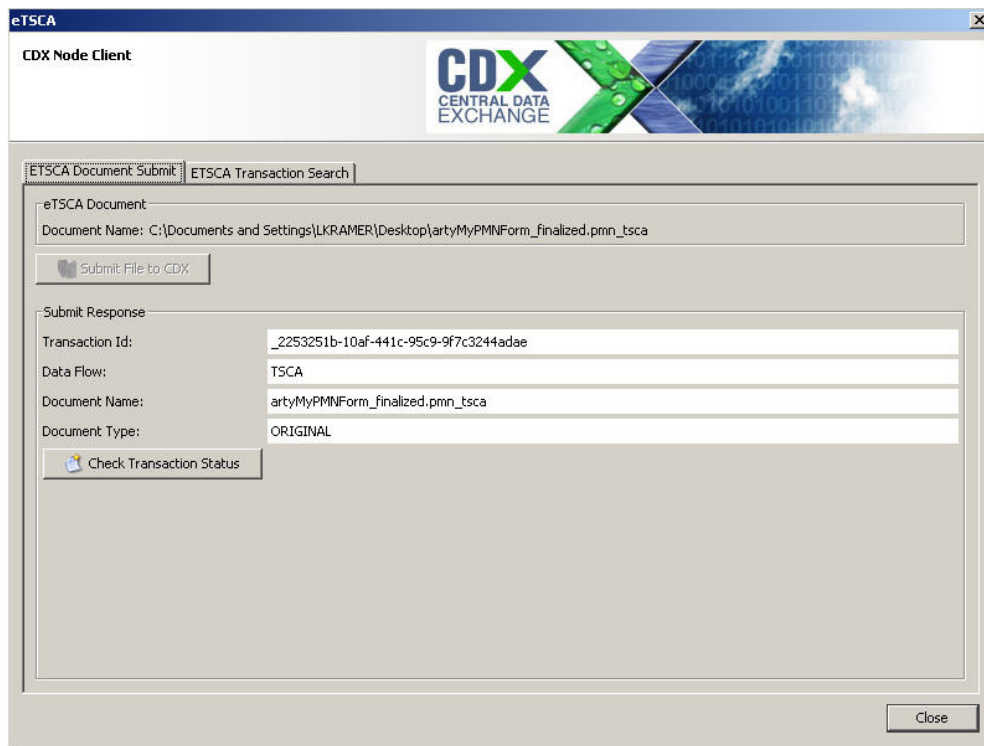 eTSCA
CDX Node Client
CDX
CENTRAL DATA
EXCHANGE
ETSCA Document Submit
ETSCA Transaction Search
eTSCA Document
Document Name: C:\Documents and Settings\LKRAMER\Desktop\artyMyPMNForm_finalized.pmn_tsca
Submit File to CDX
Submit Response
Transaction Id: _2253251b-10af-441c-95c9-9f7c3244adae
Data Flow: TSCA
Document Name: artyMyPMNForm_finalized.pmn_tsca
Document Type: ORIGINAL
Check Transaction Status
Close